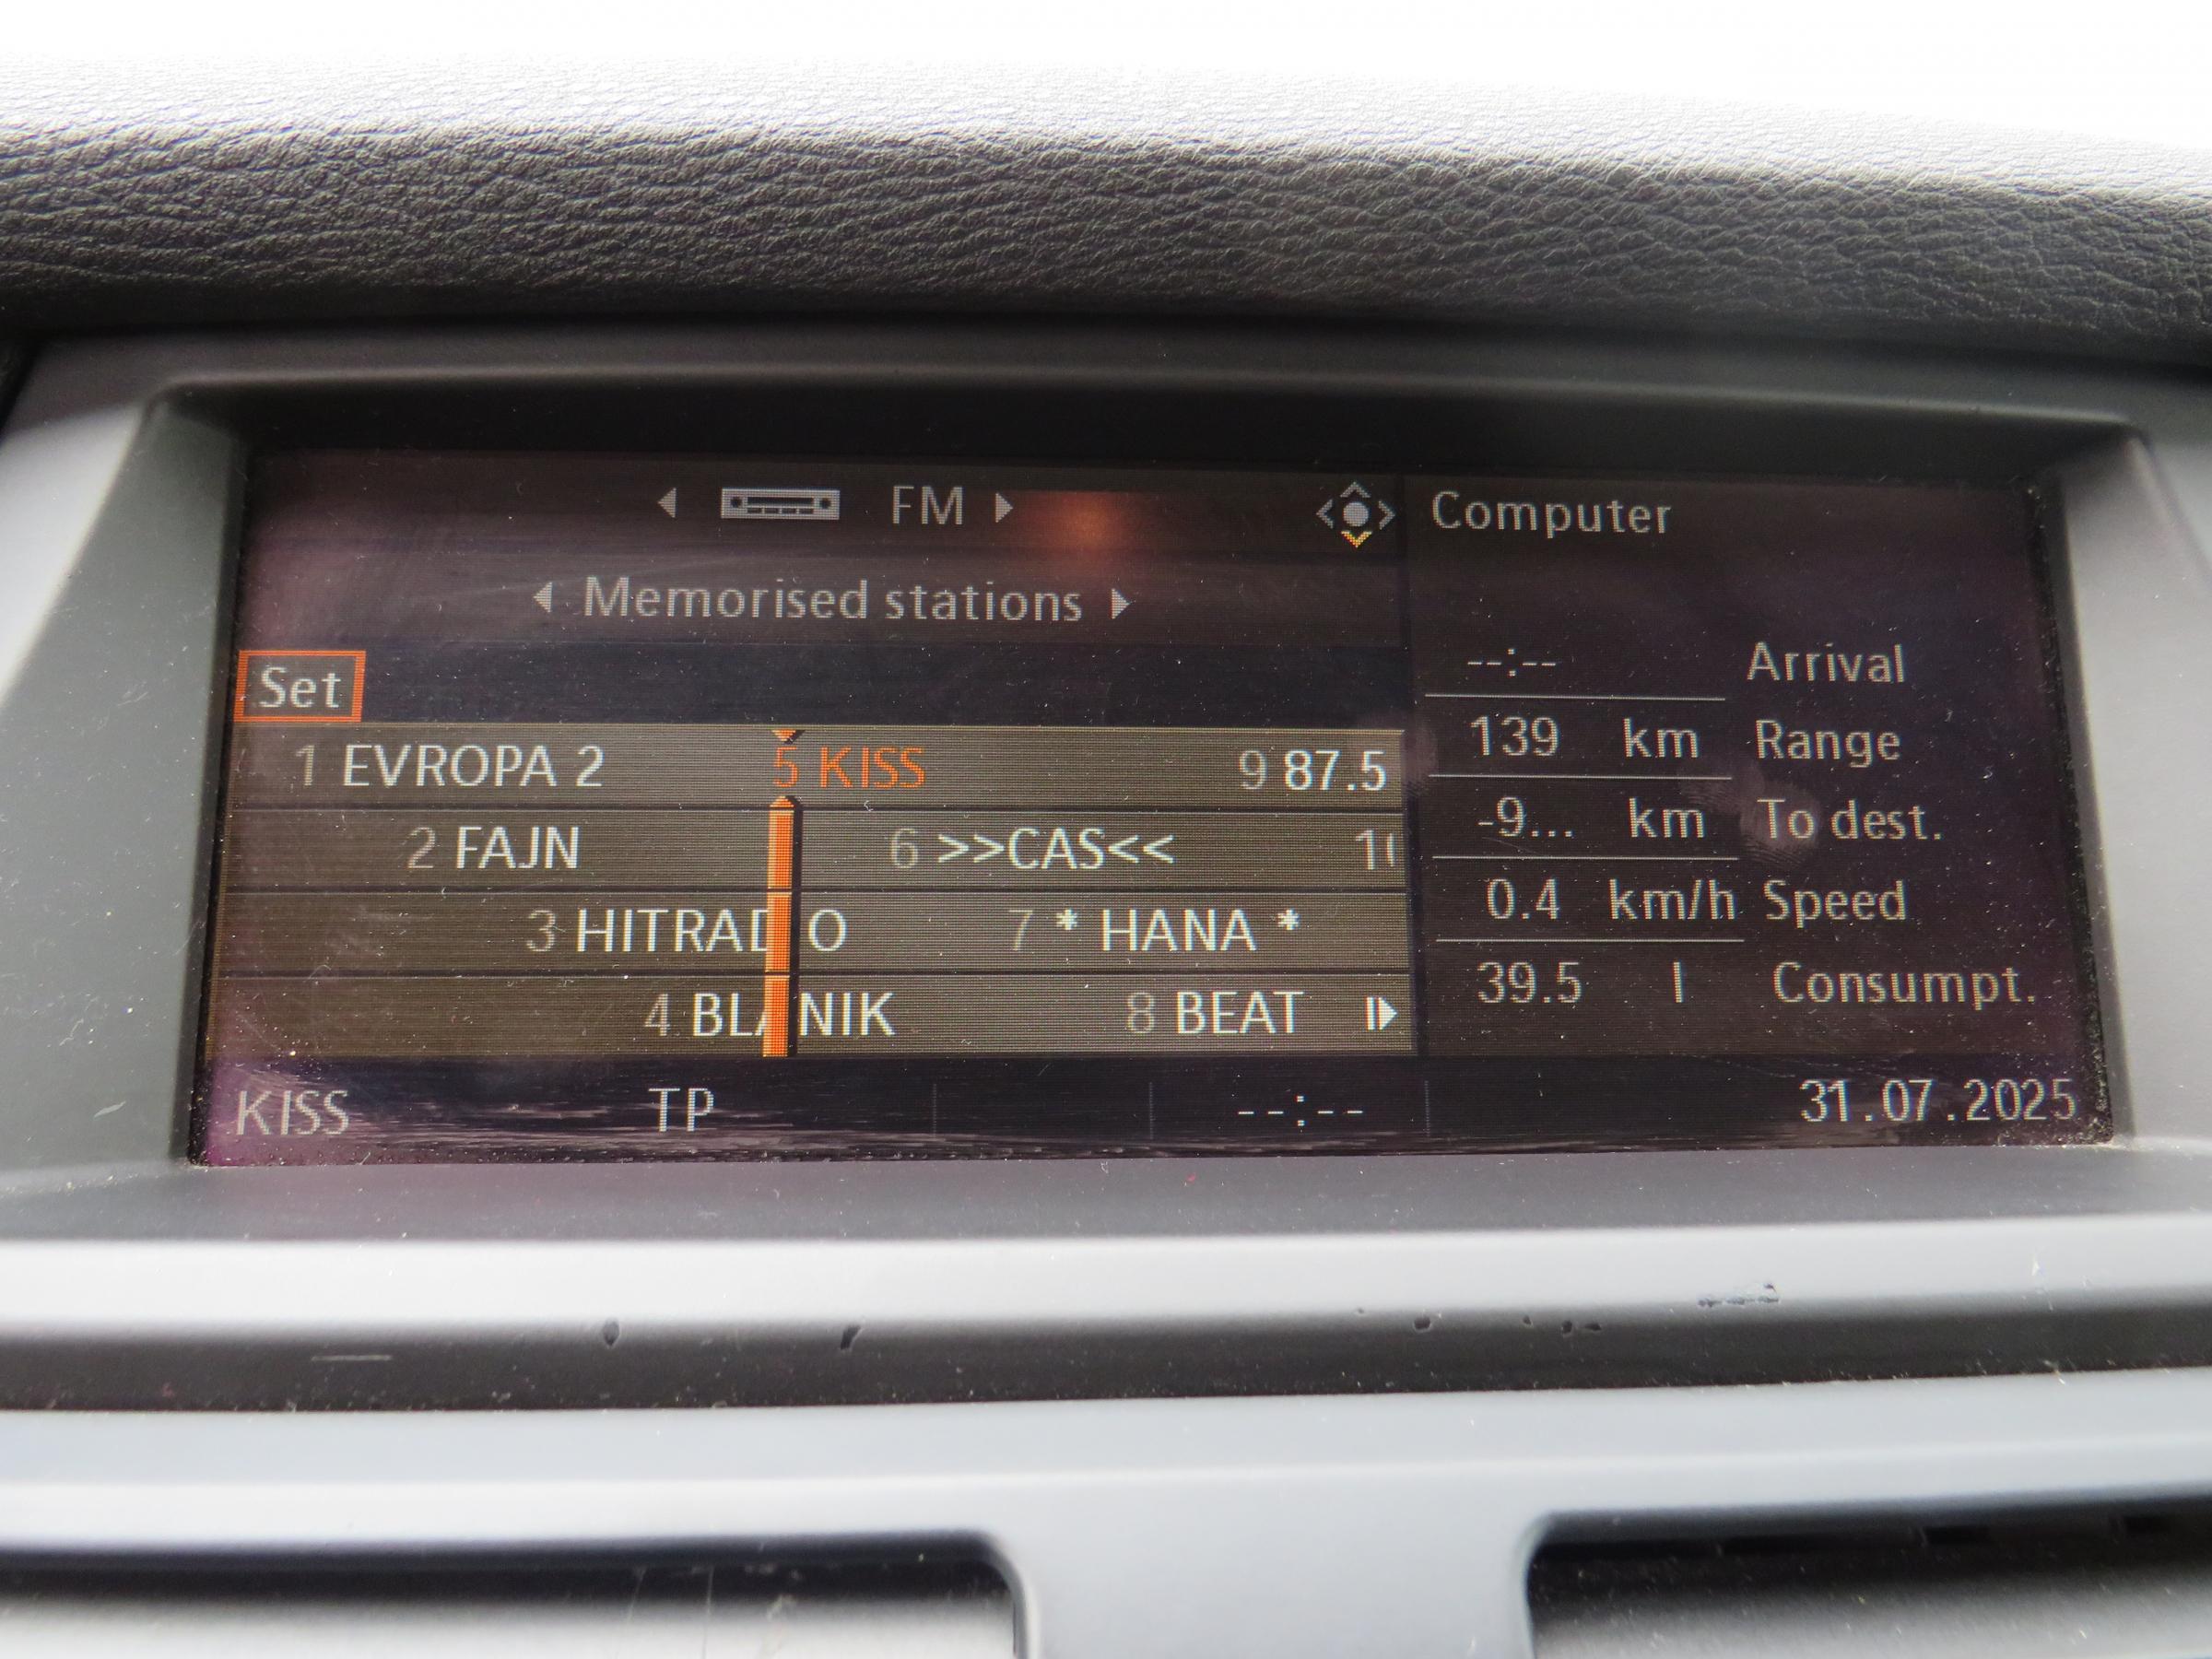 FM
Memorised stations
Set
1 EVROPA 2 5 KISS 9 87.5
2 FAJN 6 >>CAS<<
3 HITRADIO 7 * HANA *
4 BLANIK 8 BEAT
KISS TP --:--
Computer
--:-- Arrival
139 km Range
-9... km To dest.
0.4 km/h Speed
39.5 l Consumpt.
31.07.2025